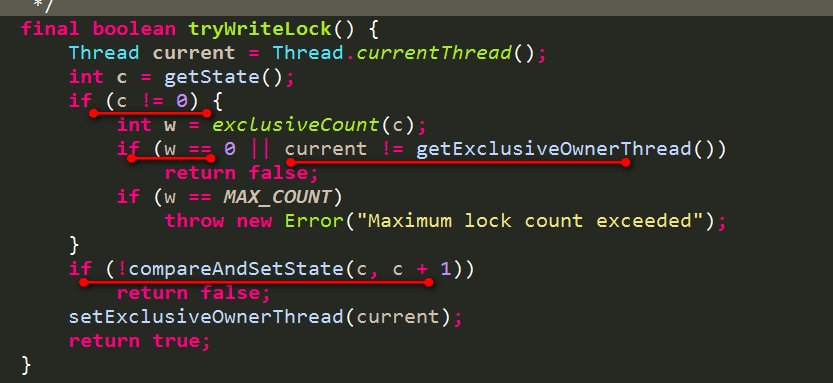 */
final boolean tryWriteLock() {
    Thread current = Thread.currentThread();
    int c = getState();
    if (c != 0) {
        int w = exclusiveCount(c);
        if (w == 0 || current != getExclusiveOwnerThread())
            return false;
        if (w == MAX_COUNT)
            throw new Error("Maximum lock count exceeded");
    }
    if (!compareAndSetState(c, c + 1))
        return false;
    setExclusiveOwnerThread(current);
    return true;
}